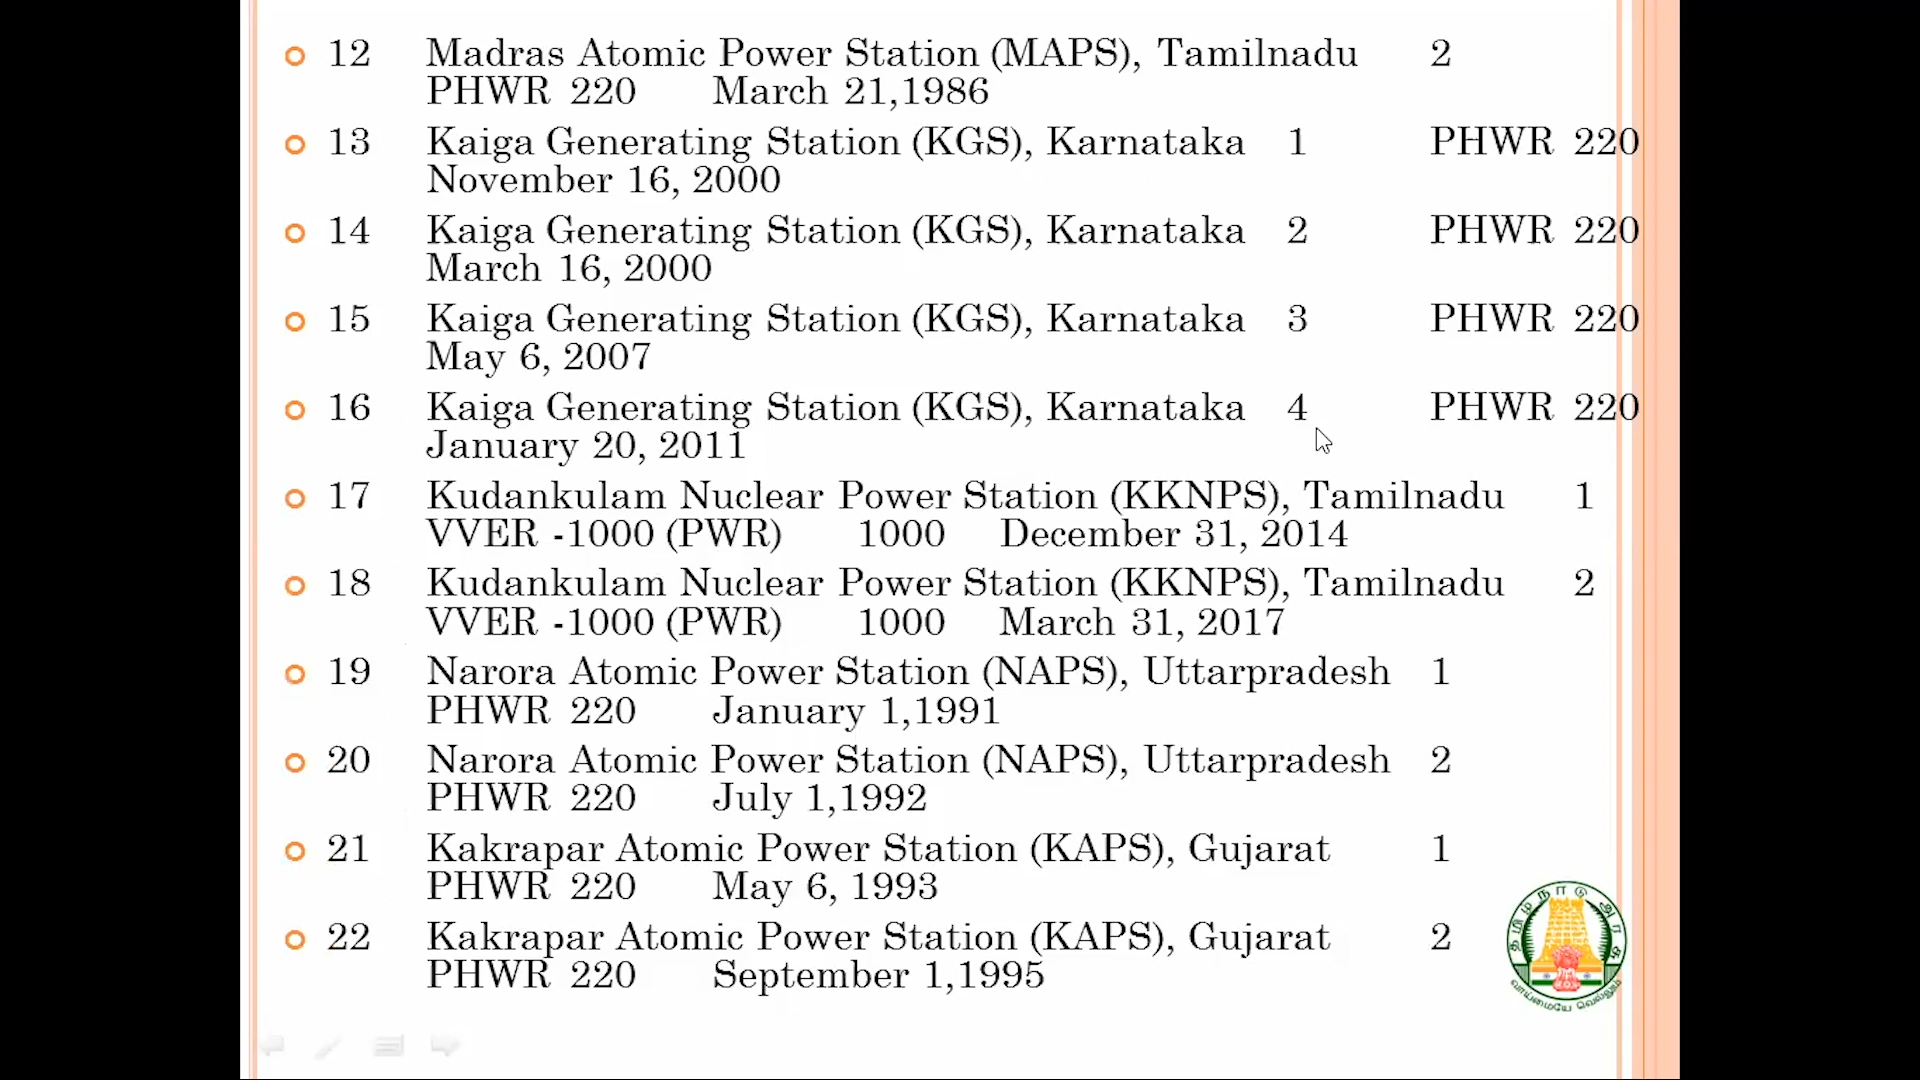 12 Madras Atomic Power Station (MAPS), Tamilnadu 2
PHWR 220 March 21,1986
13 Kaiga Generating Station (KGS), Karnataka 1 PHWR 220
November 16, 2000
14 Kaiga Generating Station (KGS), Karnataka 2 PHWR 220
March 16, 2000
15 Kaiga Generating Station (KGS), Karnataka 3 PHWR 220
May 6, 2007
16 Kaiga Generating Station (KGS), Karnataka 4 PHWR 220
January 20, 2011
17 Kudankulam Nuclear Power Station (KKNPS), Tamilnadu 1
VVER -1000 (PWR) 1000 December 31, 2014
18 Kudankulam Nuclear Power Station (KKNPS), Tamilnadu 2
VVER -1000 (PWR) 1000 March 31, 2017
19 Narora Atomic Power Station (NAPS), Uttarpradesh 1
PHWR 220 January 1,1991
20 Narora Atomic Power Station (NAPS), Uttarpradesh 2
PHWR 220 July 1,1992
21 Kakrapar Atomic Power Station (KAPS), Gujarat 1
PHWR 220 May 6, 1993
22 Kakrapar Atomic Power Station (KAPS), Gujarat 2
PHWR 220 September 1,1995
தமிழ்நாடு அரசு
வாய்மையே வெல்லும்